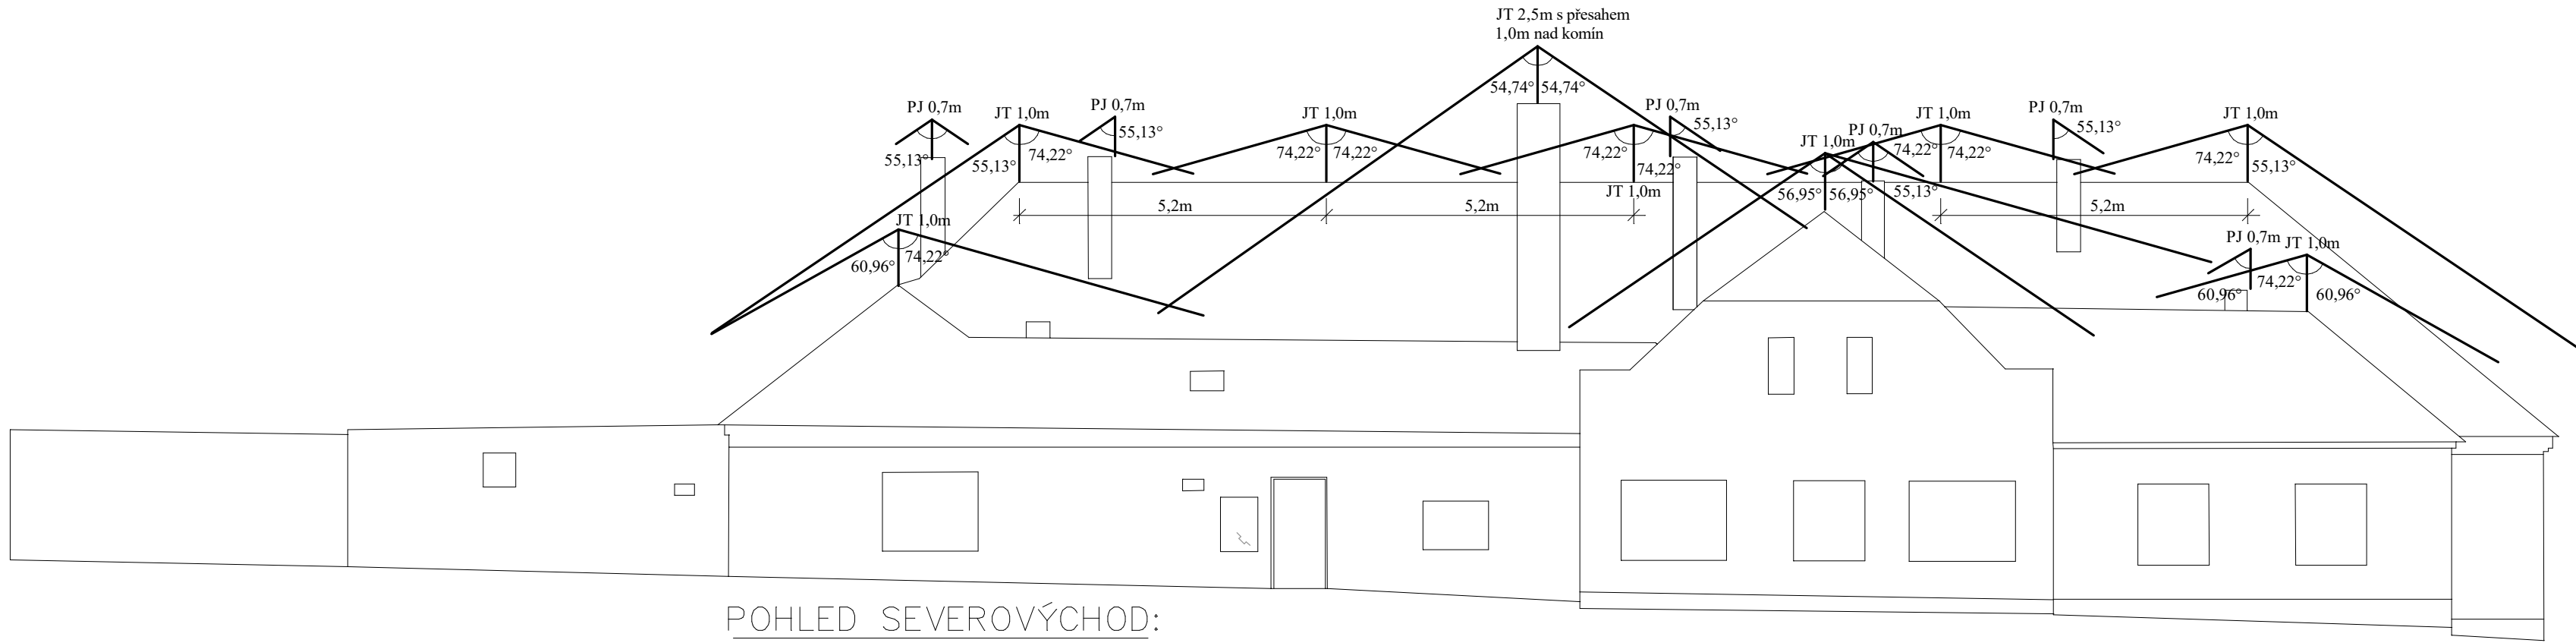 JT 2,5m s přesahem
1,0m nad komín
54,74° 54,74°
PJ 0,7m
55,13°
JT 1,0m
55,13° 74,22°
PJ 0,7m
55,13°
JT 1,0m
74,22° 74,22°
PJ 0,7m
55,13°
74,22° 74,22°
JT 1,0m
JT 1,0m
56,95° 56,95°
PJ 0,7m
55,13°
JT 1,0m
74,22° 74,22°
PJ 0,7m
55,13°
JT 1,0m
74,22° 55,13°
5,2m
5,2m
5,2m
JT 1,0m
60,96° 74,22°
PJ 0,7m
60,96°
JT 1,0m
74,22° 60,96°
POHLED SEVEROVÝCHOD: